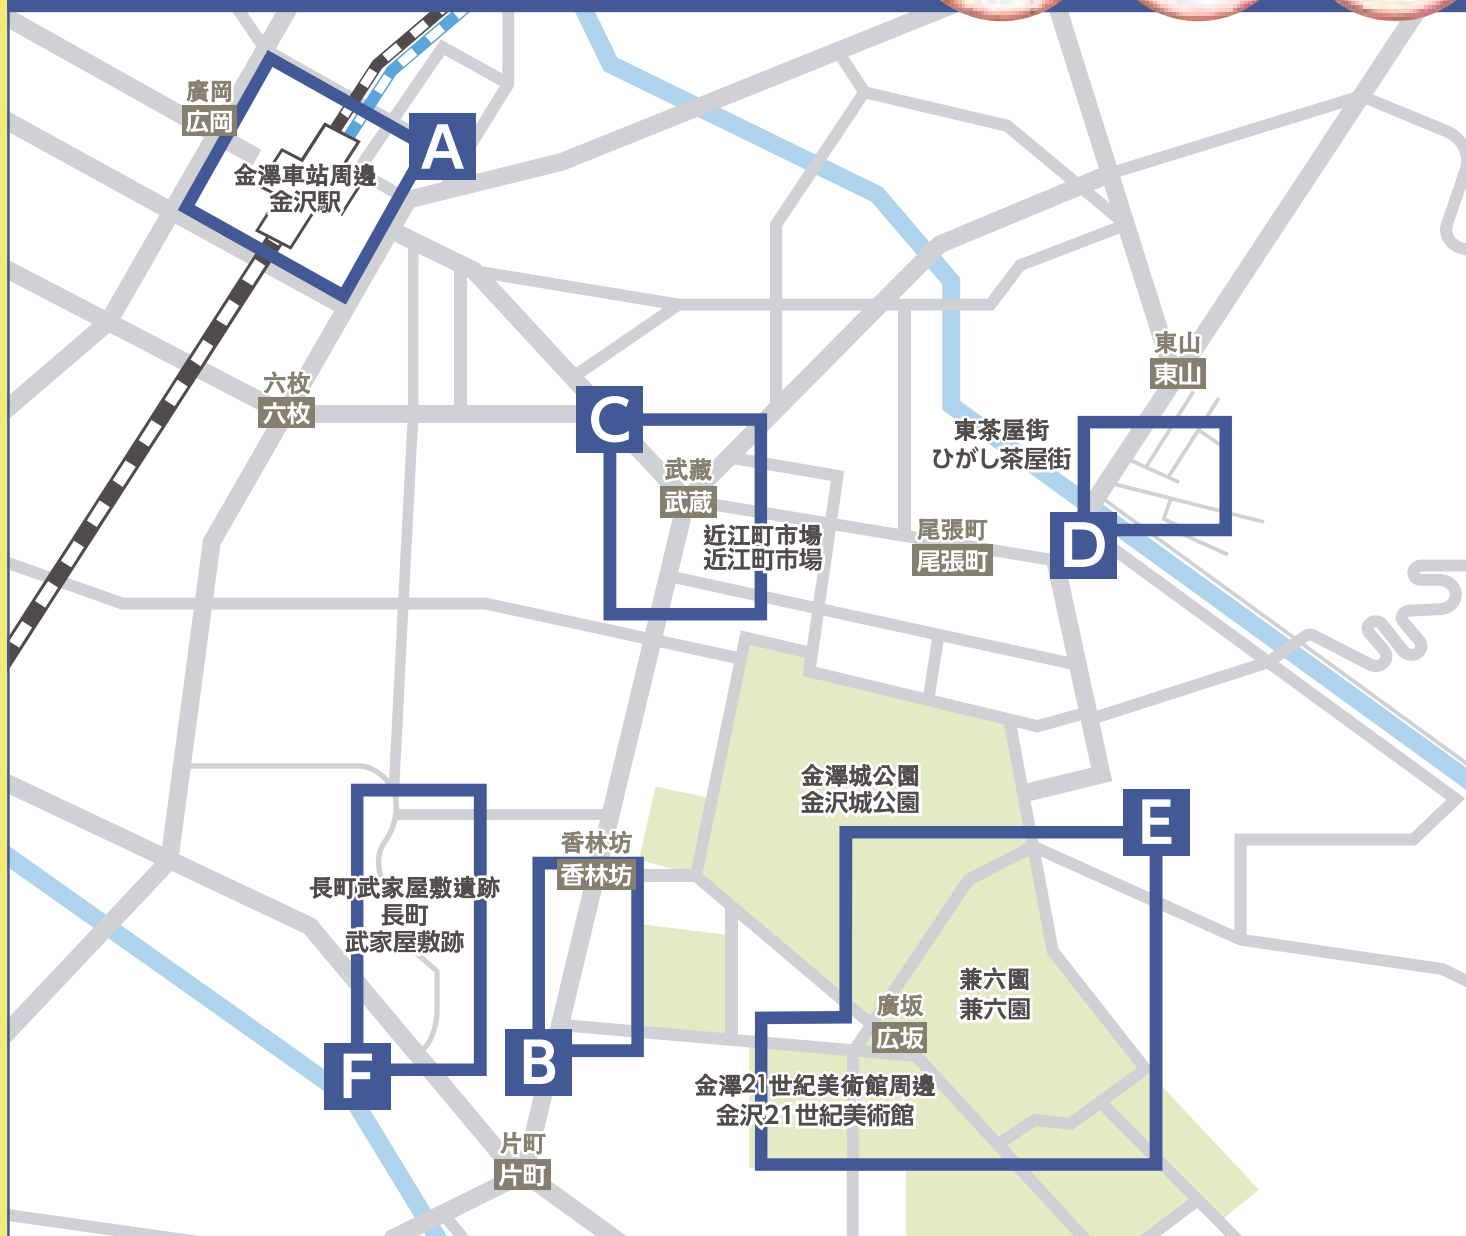 廣岡
広岡
A
金澤車站周邊
金沢駅
六枚
六枚
東山
東山
C
武藏
武蔵
近江町市場
近江町市場
東茶屋街
ひがし茶屋街
尾張町
尾張町
D
金澤城公園
金沢城公園
E
香林坊
香林坊
長町武家屋敷遺跡
長町
武家屋敷跡
兼六園
兼六園
廣坂
広坂
B
F
金澤21世紀美術館周邊
金沢21世紀美術館
片町
片町